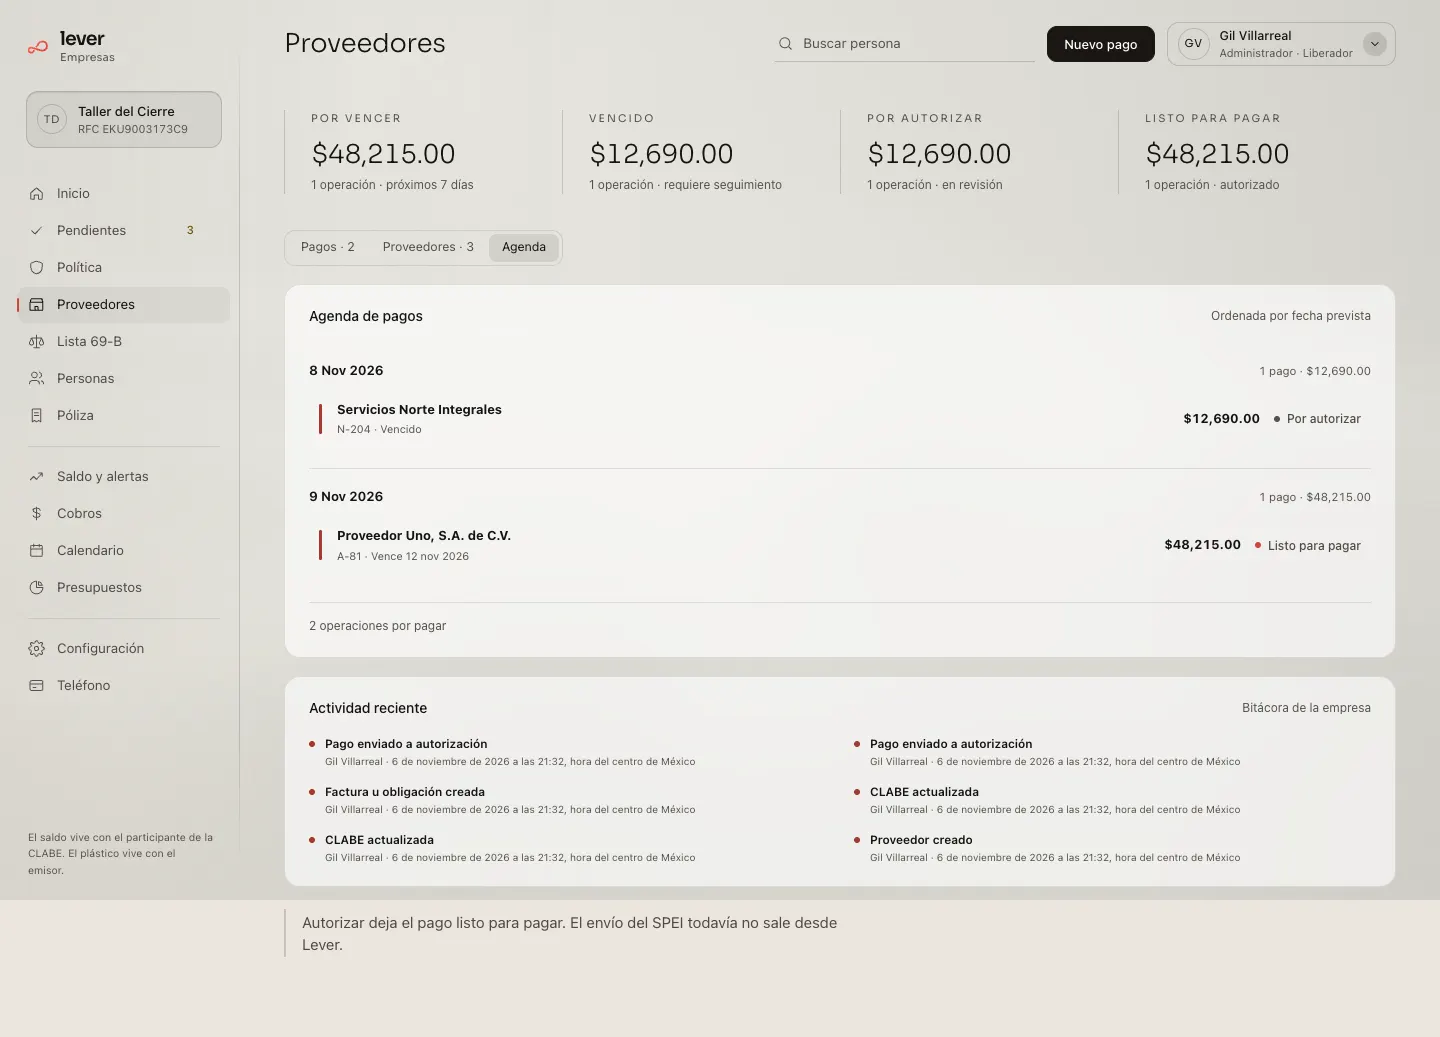 lever
Empresas
TD
Taller del Cierre
RFC EKU9003173C9
Inicio
Pendientes 3
Política
Proveedores
Lista 69-B
Personas
Póliza
Saldo y alertas
Cobros
Calendario
Presupuestos
Configuración
Teléfono
El saldo vive con el participante de la
CLABE. El plástico vive con el
emisor.
Proveedores
Buscar persona
Nuevo pago
GV
Gil Villarreal
Administrador · Liberador
POR VENCER
$48,215.00
1 operación · próximos 7 días
VENCIDO
$12,690.00
1 operación · requiere seguimiento
POR AUTORIZAR
$12,690.00
1 operación · en revisión
LISTO PARA PAGAR
$48,215.00
1 operación · autorizado
Pagos · 2 Proveedores · 3 Agenda
Agenda de pagos
Ordenada por fecha prevista
8 Nov 2026
1 pago · $12,690.00
Servicios Norte Integrales
N-204 · Vencido
$12,690.00 Por autorizar
9 Nov 2026
1 pago · $48,215.00
Proveedor Uno, S.A. de C.V.
A-81 · Vence 12 nov 2026
$48,215.00 Listo para pagar
2 operaciones por pagar
Actividad reciente
Bitácora de la empresa
Pago enviado a autorización
Gil Villarreal · 6 de noviembre de 2026 a las 21:32, hora del centro de México
Pago enviado a autorización
Gil Villarreal · 6 de noviembre de 2026 a las 21:32, hora del centro de México
Factura u obligación creada
Gil Villarreal · 6 de noviembre de 2026 a las 21:32, hora del centro de México
CLABE actualizada
Gil Villarreal · 6 de noviembre de 2026 a las 21:32, hora del centro de México
CLABE actualizada
Gil Villarreal · 6 de noviembre de 2026 a las 21:32, hora del centro de México
Proveedor creado
Gil Villarreal · 6 de noviembre de 2026 a las 21:32, hora del centro de México
Autorizar deja el pago listo para pagar. El envío del SPEI todavía no sale desde
Lever.